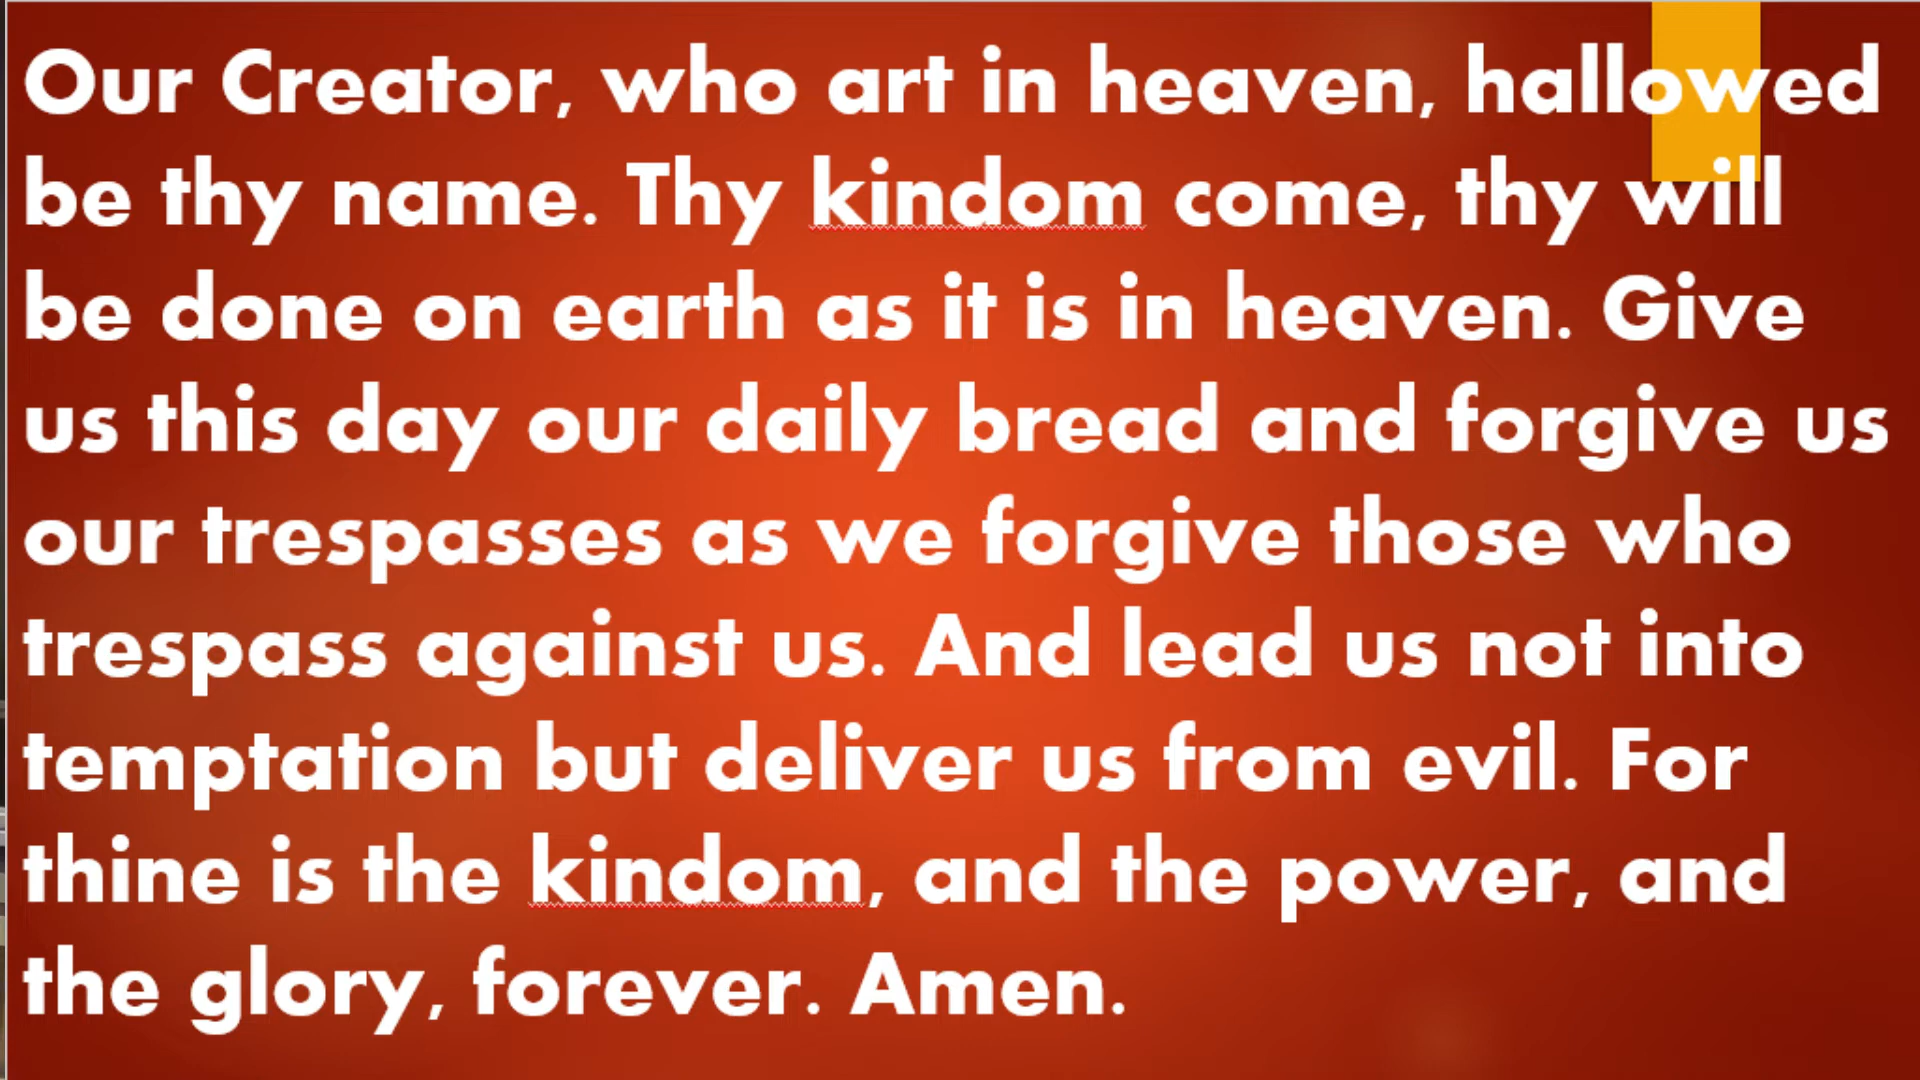 Our Creator, who art in heaven, hallowed
be thy name. Thy kindom come, thy will
be done on earth as it is in heaven. Give
us this day our daily bread and forgive us
our trespasses as we forgive those who
trespass against us. And lead us not into
temptation but deliver us from evil. For
thine is the kindom, and the power, and
the glory, forever. Amen.